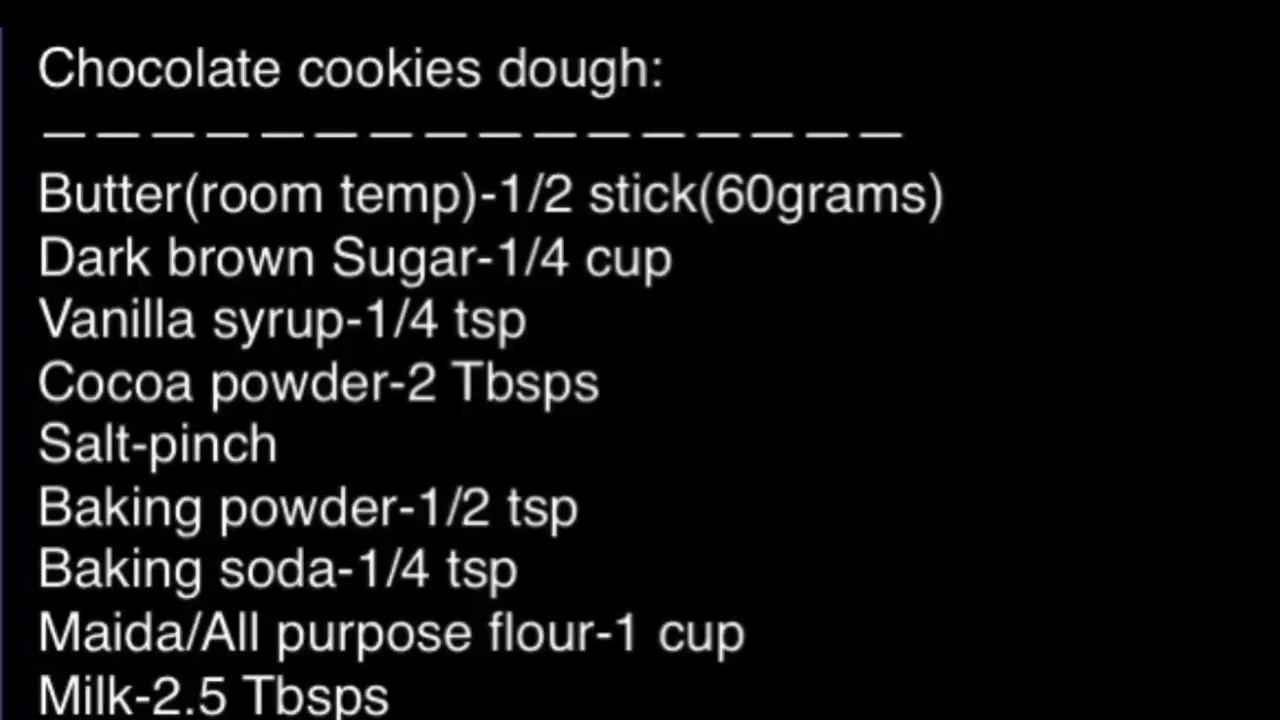 Chocolate cookies dough:
————————————————
Butter(room temp)-1/2 stick(60grams)
Dark brown Sugar-1/4 cup
Vanilla syrup-1/4 tsp
Cocoa powder-2 Tbsps
Salt-pinch
Baking powder-1/2 tsp
Baking soda-1/4 tsp
Maida/All purpose flour-1 cup
Milk-2.5 Tbsps